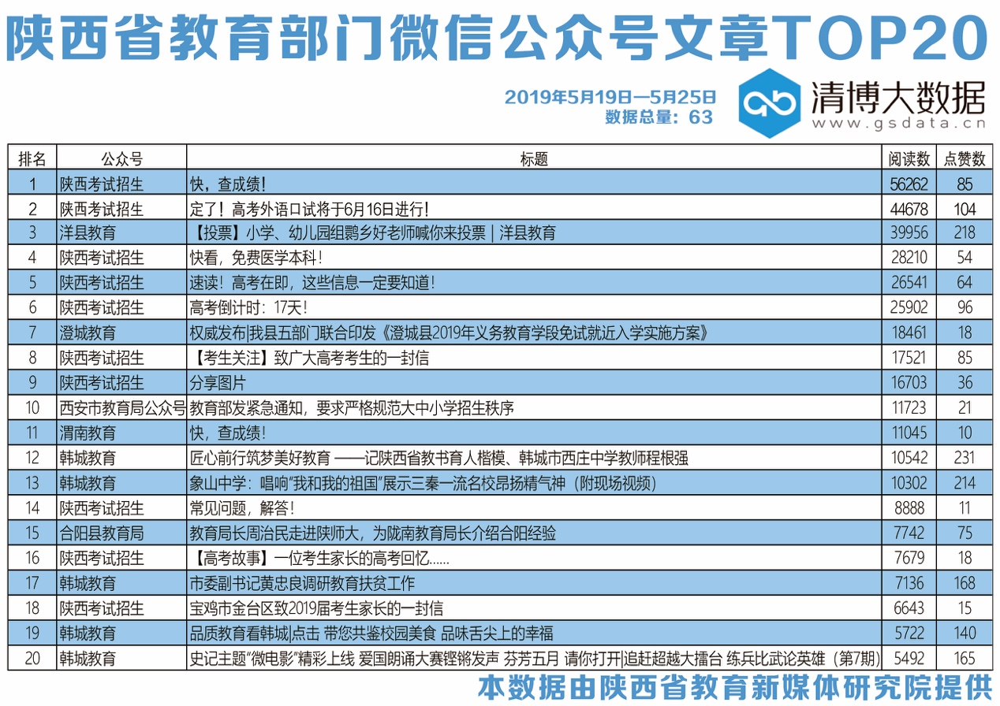 陕西省教育部门微信公众号文章TOP20
2019年5月19日—5月25日
数据总量：63
清博大数据
www.gsdata.cn
排名 公众号 标题 阅读数 点赞数
1 陕西考试招生 快，查成绩！ 56262 85
2 陕西考试招生 定了！高考外语口试将于6月16日进行！ 44678 104
3 洋县教育 【投票】小学、幼儿园组鹮乡好老师喊你来投票｜洋县教育 39956 218
4 陕西考试招生 快看，免费医学本科！ 28210 54
5 陕西考试招生 速读！高考在即，这些信息一定要知道！ 26541 64
6 陕西考试招生 高考倒计时：17天！ 25902 96
7 澄城教育 权威发布|我县五部门联合印发《澄城县2019年义务教育学段免试就近入学实施方案》 18461 18
8 陕西考试招生 【考生关注】致广大高考考生的一封信 17521 85
9 陕西考试招生 分享图片 16703 36
10 西安市教育局公众号 教育部发紧急通知，要求严格规范大中小学招生秩序 11723 21
11 渭南教育 快，查成绩！ 11045 10
12 韩城教育 匠心前行筑梦美好教育 ——记陕西省教书育人楷模、韩城市西庄中学教师程根强 10542 231
13 韩城教育 象山中学：唱响“我和我的祖国”展示三秦一流名校昂扬精气神（附现场视频） 10302 214
14 陕西考试招生 常见问题，解答！ 8888 11
15 合阳县教育局 教育局长周治民走进陕师大，为陇南教育局长介绍合阳经验 7742 75
16 陕西考试招生 【高考故事】一位考生家长的高考回忆…… 7679 18
17 韩城教育 市委副书记黄忠良调研教育扶贫工作 7136 168
18 陕西考试招生 宝鸡市金台区致2019届考生家长的一封信 6643 15
19 韩城教育 品质教育看韩城|点击 带您共鉴校园美食 品味舌尖上的幸福 5722 140
20 韩城教育 史记主题“微电影”精彩上线 爱国朗诵大赛铿锵发声 芬芳五月 请你打开|追赶超越大擂台 练兵比武论英雄（第7期） 5492 165
本数据由陕西省教育新媒体研究院提供